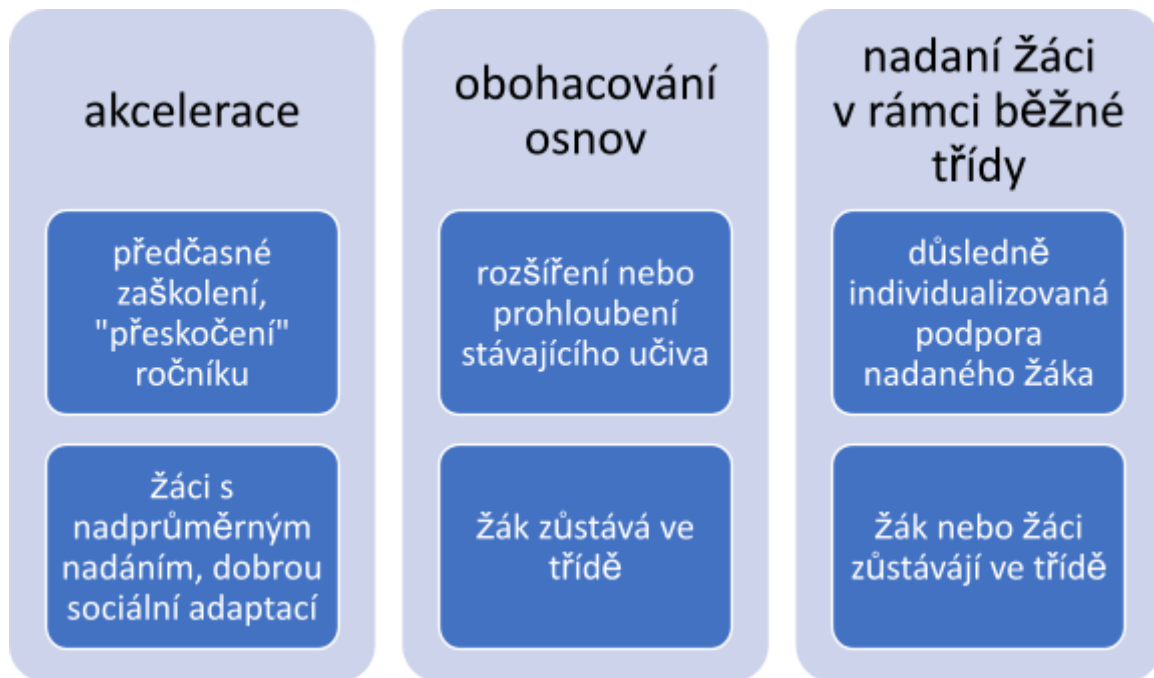 akcelerace
předčasné
zaškolení,
"přeskočení"
ročníku
žáci s
nadprůměrným
nadáním, dobrou
sociální adaptací
obohacování
osnov
rozšíření nebo
prohloubení
stávajícího učiva
žák zůstává ve
třídě
nadaní žáci
v rámci běžné
třídy
důsledně
individualizovaná
podpora
nadaného žáka
žák nebo žáci
zůstávájí ve třídě